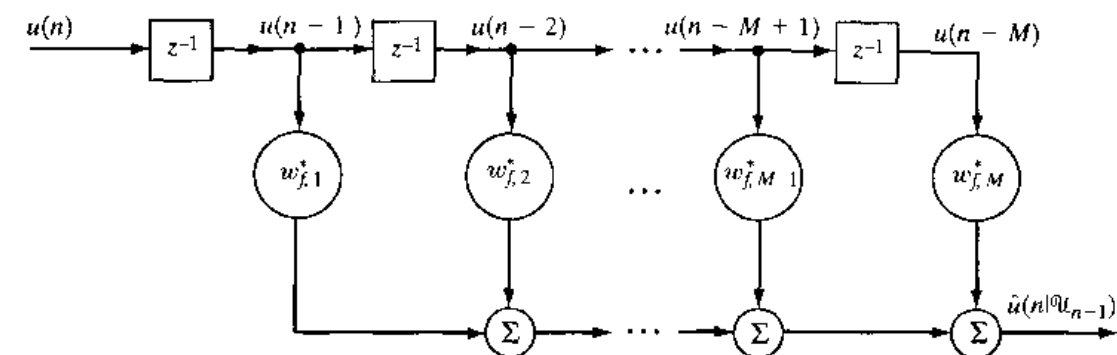 u(n) u(n − 1) u(n − 2) ⋯ u(n − M + 1) u(n − M)
z⁻¹ z⁻¹ z⁻¹
w*f,1 w*f,2 ⋯ w*f,M 1 w*f,M
Σ ⋯ Σ Σ û(n|𝒰n−1)